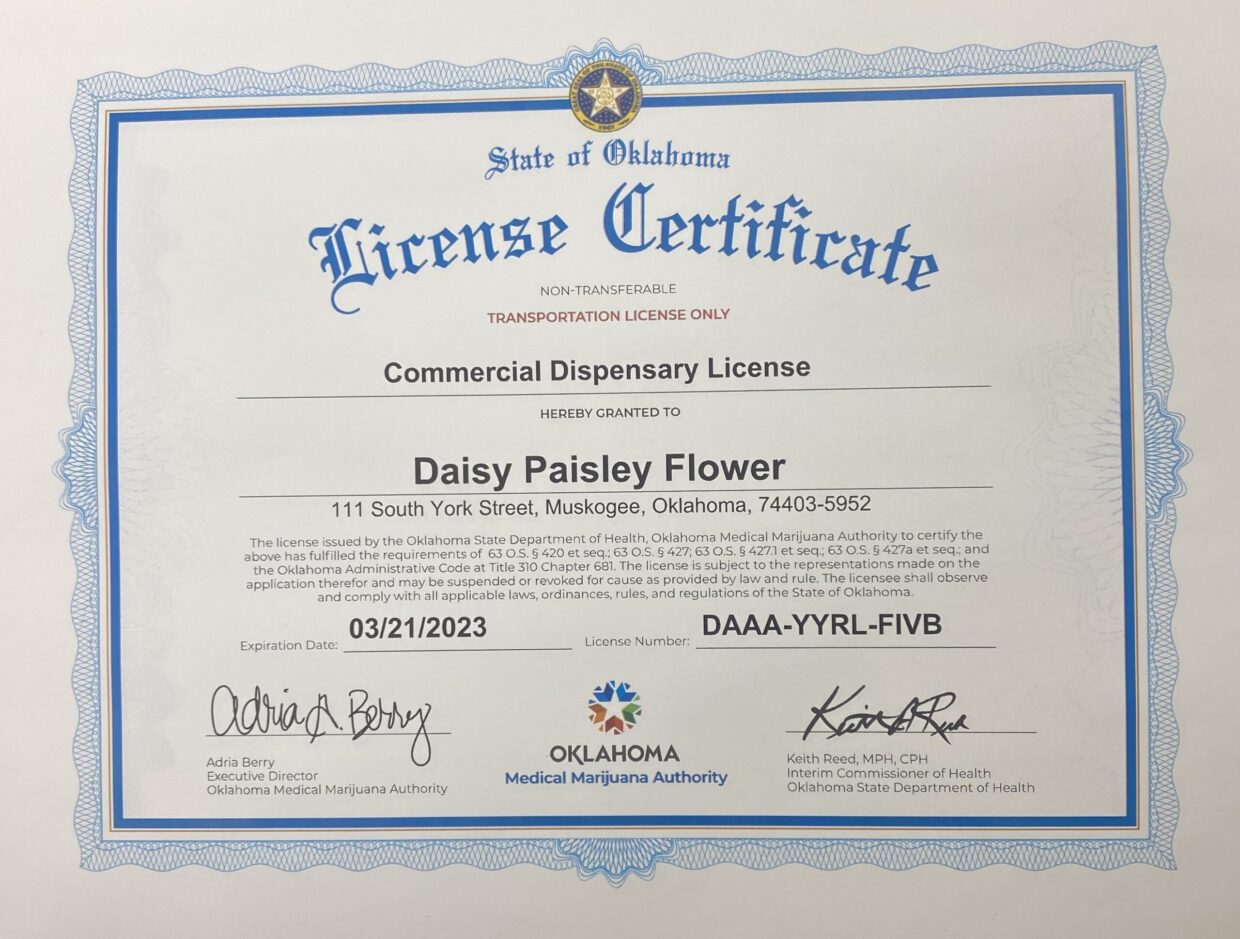 State of Oklahoma
License Certificate
NON-TRANSFERABLE
TRANSPORTATION LICENSE ONLY
Commercial Dispensary License
HEREBY GRANTED TO
Daisy Paisley Flower
111 South York Street, Muskogee, Oklahoma, 74403-5952
The license issued by the Oklahoma State Department of Health, Oklahoma Medical Marijuana Authority to certify the
above has fulfilled the requirements of 63 O.S. § 420 et seq.; 63 O.S. § 427; 63 O.S. § 427.1 et seq.; 63 O.S. § 427a et seq.; and
the Oklahoma Administrative Code at Title 310 Chapter 681. The license is subject to the representations made on the
application therefor and may be suspended or revoked for cause as provided by law and rule. The licensee shall observe
and comply with all applicable laws, ordinances, rules, and regulations of the State of Oklahoma.
Expiration Date: 03/21/2023 License Number: DAAA-YYRL-FIVB
Adria A. Berry
Adria Berry
Executive Director
Oklahoma Medical Marijuana Authority
OKLAHOMA
Medical Marijuana Authority
Keith Reed, MPH, CPH
Interim Commissioner of Health
Oklahoma State Department of Health